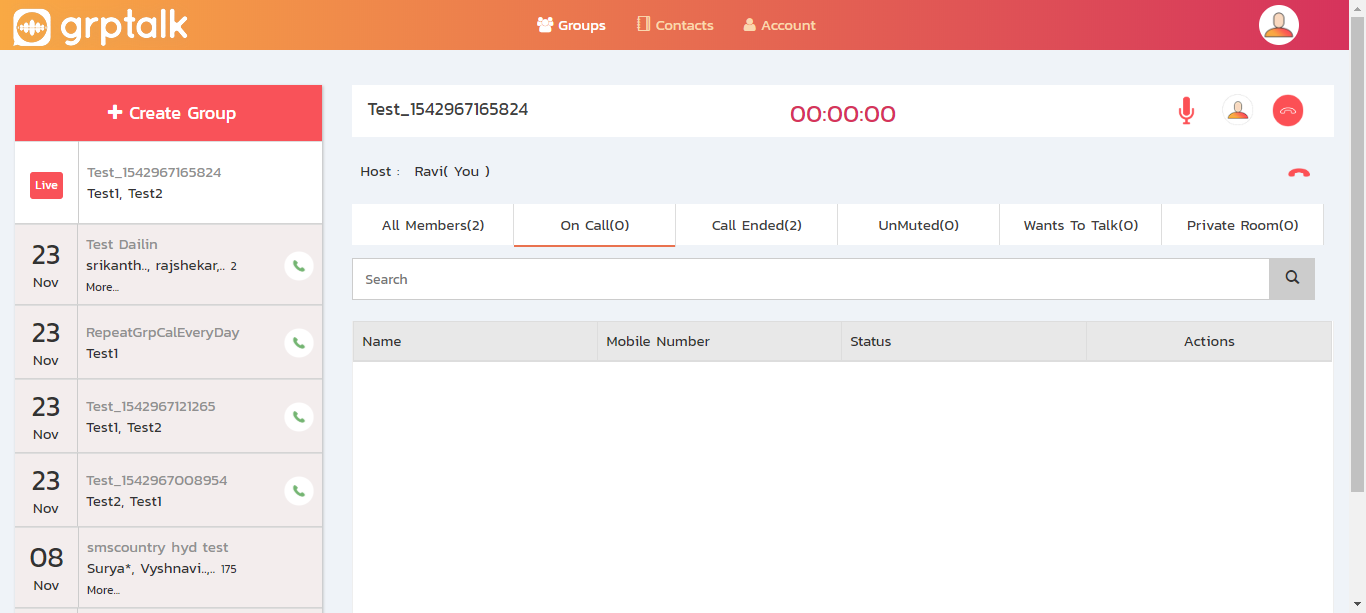 grptalk
Groups Contacts Account
Create Group
Live
Test_1542967165824
Test1, Test2
23
Nov
Test Dailin
srikanth.., rajshekar,.. 2
More...
23
Nov
RepeatGrpCalEveryDay
Test1
23
Nov
Test_1542967121265
Test1, Test2
23
Nov
Test_1542967008954
Test2, Test1
08
Nov
smscountry hyd test
Surya*, Vyshnavi..,.. 175
More...
Test_1542967165824
00:00:00
Host : Ravi( You )
All Members(2) On Call(0) Call Ended(2) UnMuted(0) Wants To Talk(0) Private Room(0)
Search
Name Mobile Number Status Actions